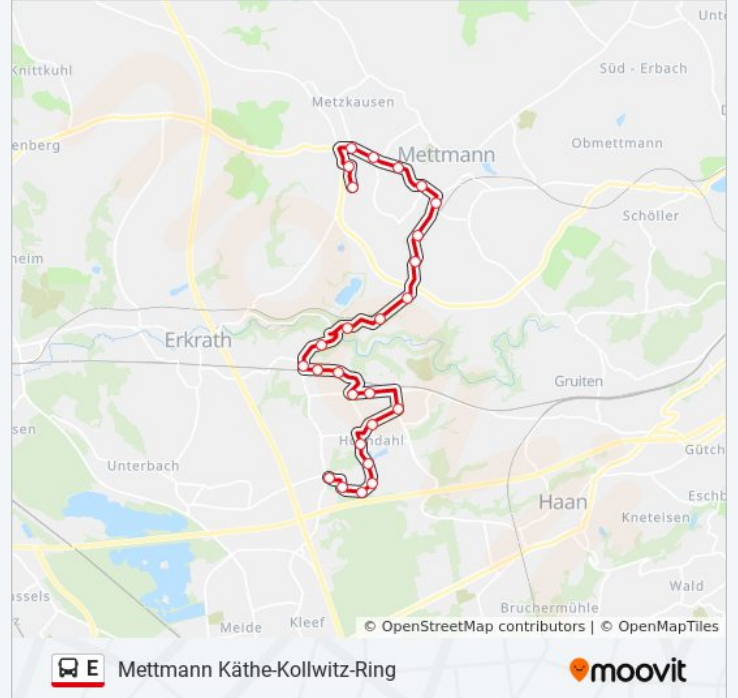 Unte
Knittkuhl
Süd - Erbach
Metzkausen
enberg
Obmettmann
Mettmann
Schöller
heim
Erkrath
Gruiten
sen
Gütch
Unterbach
Eschb
Haan
Kneteisen
ssels
Wald
Bruchermühle
Meide
Kleef
© OpenStreetMap contributors | © OpenMapTiles
E Mettmann Käthe-Kollwitz-Ring
moovit